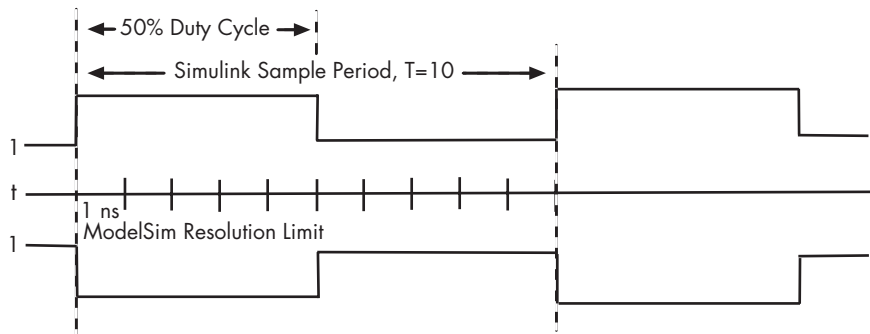 50% Duty Cycle
Simulink Sample Period, T=10
1
t
1 ns
ModelSim Resolution Limit
1